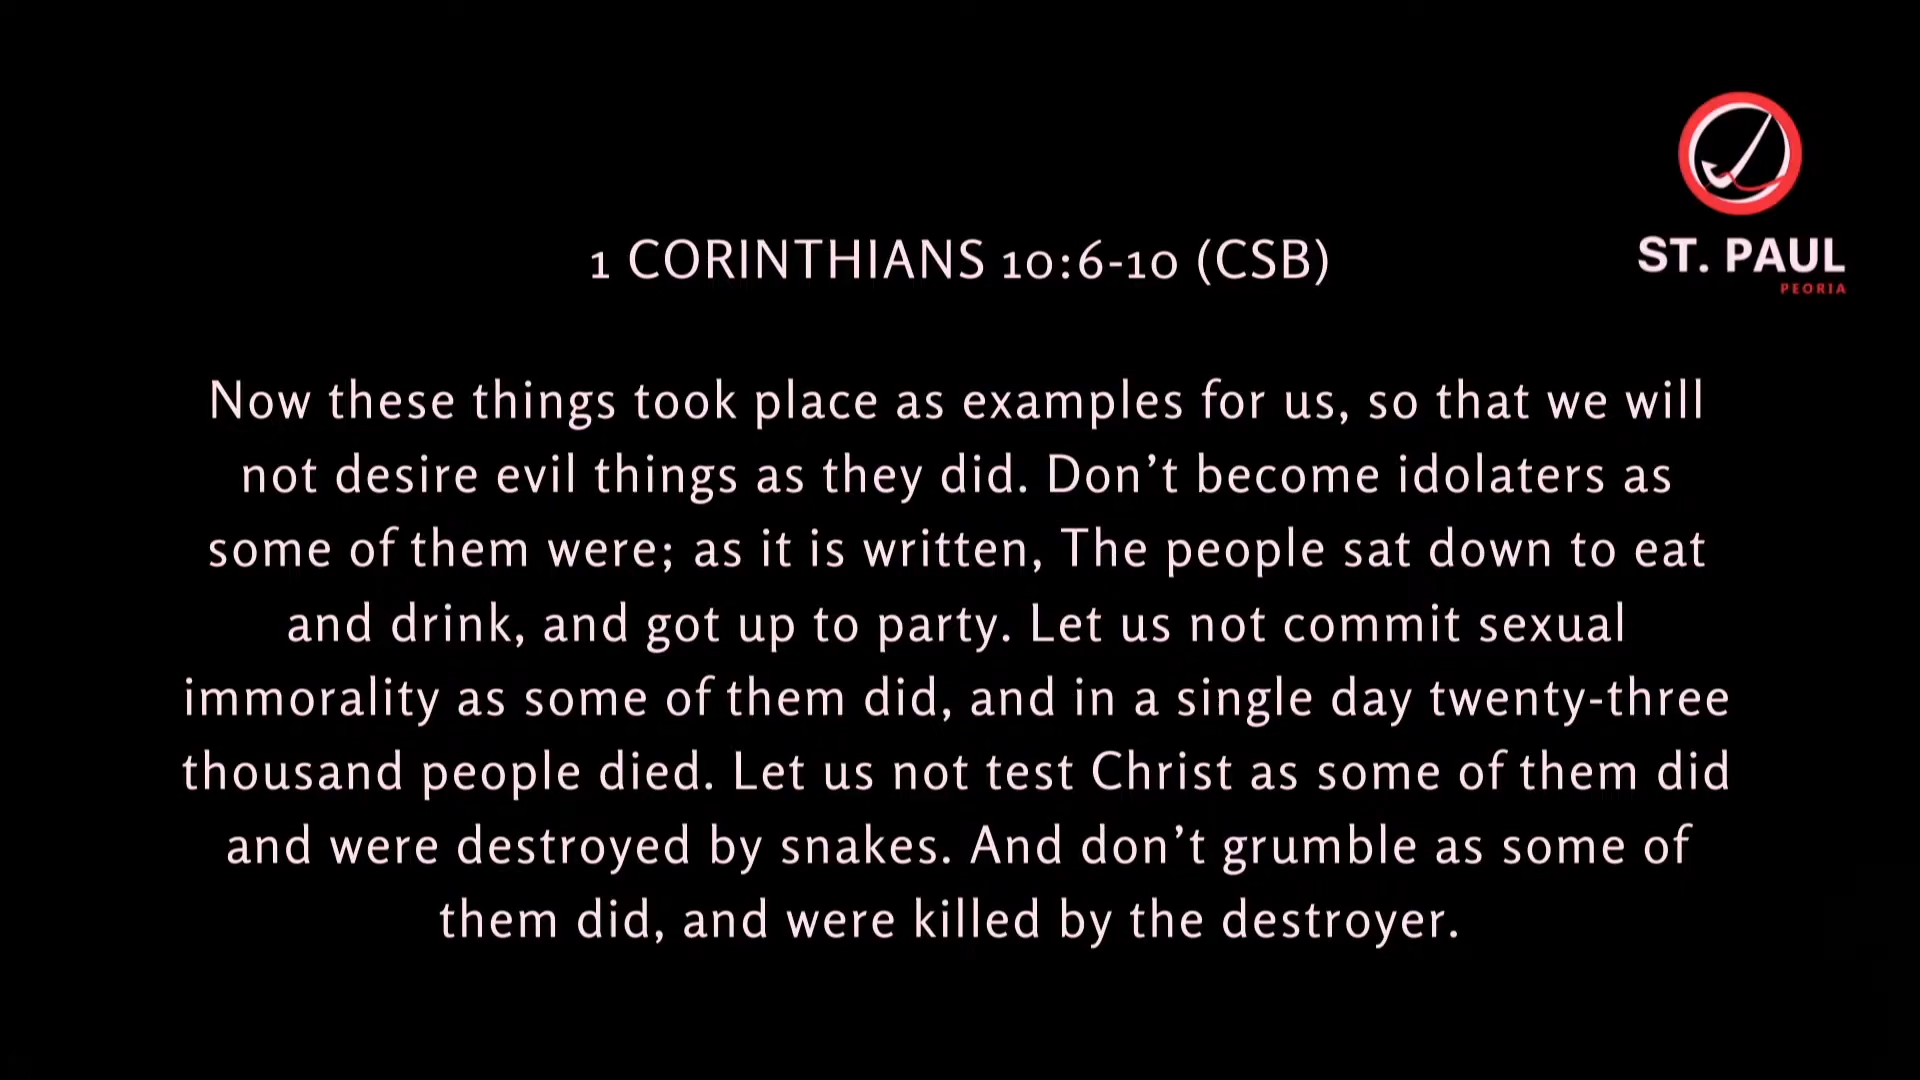 1 CORINTHIANS 10:6-10 (CSB)
ST. PAUL
PEORIA
Now these things took place as examples for us, so that we will
not desire evil things as they did. Don’t become idolaters as
some of them were; as it is written, The people sat down to eat
and drink, and got up to party. Let us not commit sexual
immorality as some of them did, and in a single day twenty-three
thousand people died. Let us not test Christ as some of them did
and were destroyed by snakes. And don’t grumble as some of
them did, and were killed by the destroyer.